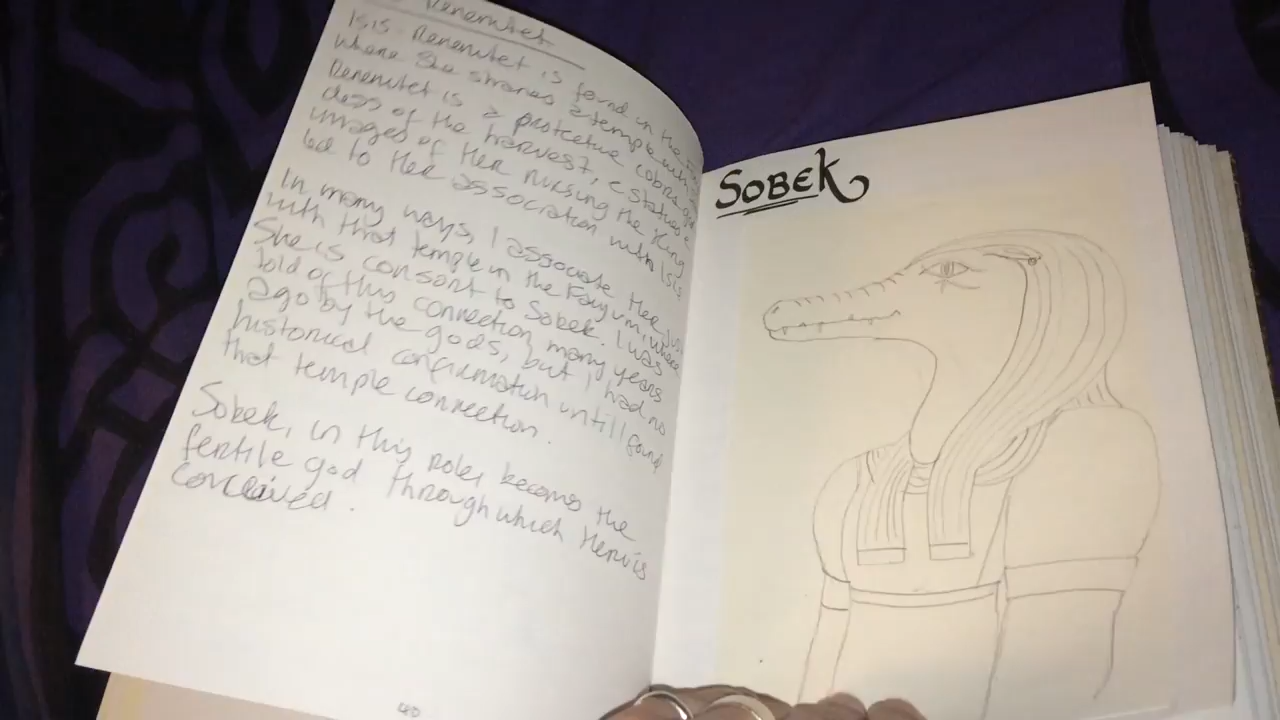 Renenutet
Isis Renenutet is found in the
where she shares a temple with
Renenutet is a protective cobra god
dess of the harvest, & statues &
images of Her nursing the King
led to Her association with Isis
In many ways, I associate Her
with that temple in the Fayyum, where
She is consort to Sobek. I was
told of this connection many years
ago by the gods, but I had no
historical confirmation until I found
that temple connection.
Sobek, in this role, becomes the
fertile god through which Heru is
conceived.
40
SOBEK